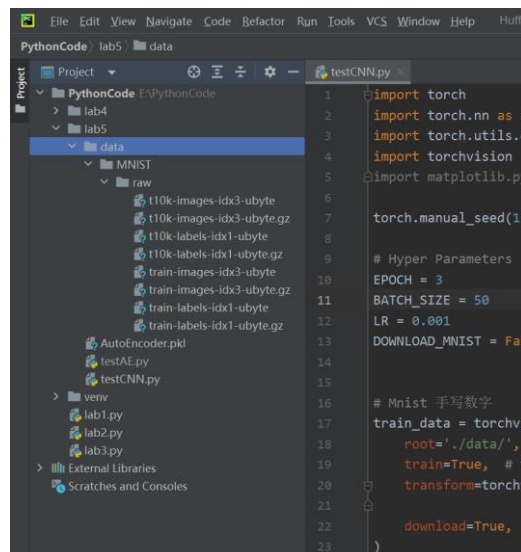 File Edit View Navigate Code Refactor Run Tools VCS Window Help Huff
PythonCode lab5 data
Project
Project
PythonCode E:\PythonCode
lab4
lab5
data
MNIST
raw
t10k-images-idx3-ubyte
t10k-images-idx3-ubyte.gz
t10k-labels-idx1-ubyte
t10k-labels-idx1-ubyte.gz
train-images-idx3-ubyte
train-images-idx3-ubyte.gz
train-labels-idx1-ubyte
train-labels-idx1-ubyte.gz
AutoEncoder.pkl
testAE.py
testCNN.py
venv
lab1.py
lab2.py
lab3.py
External Libraries
Scratches and Consoles
testCNN.py
1 import torch
2 import torch.nn as
3 import torch.utils.
4 import torchvision
5 import matplotlib.p
6
7 torch.manual_seed(1
8
9 # Hyper Parameters
10 EPOCH = 3
11 BATCH_SIZE = 50
12 LR = 0.001
13 DOWNLOAD_MNIST = Fa
14
15
16 # Mnist 手写数字
17 train_data = torchv
18 root='./data/',
19 train=True, #
20 transform=torch
21
22 download=True,
23 )